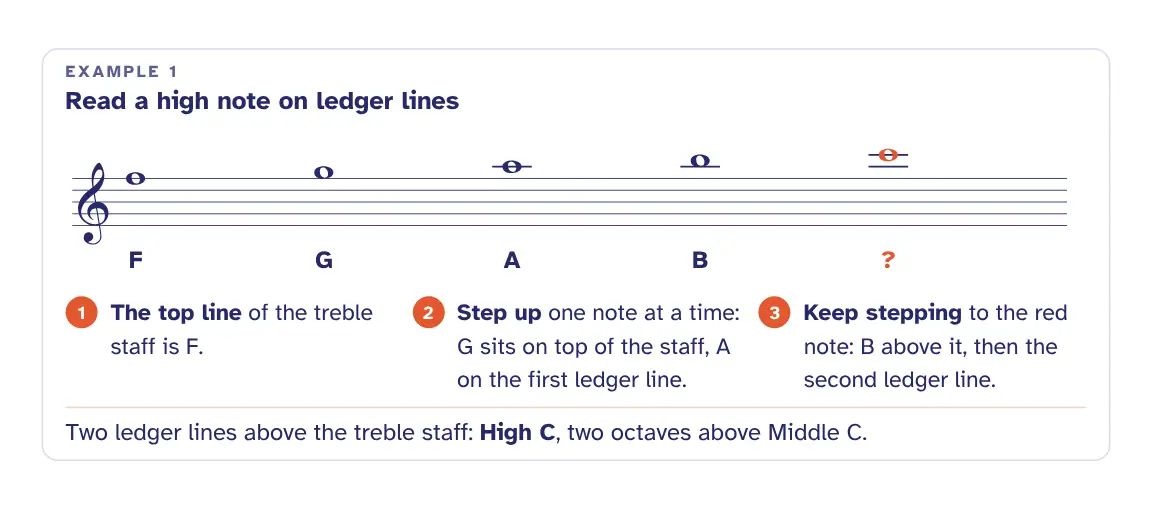 EXAMPLE 1
Read a high note on ledger lines
F G A B ?
1 The top line of the treble
staff is F.
2 Step up one note at a time:
G sits on top of the staff, A
on the first ledger line.
3 Keep stepping to the red
note: B above it, then the
second ledger line.
Two ledger lines above the treble staff: High C, two octaves above Middle C.